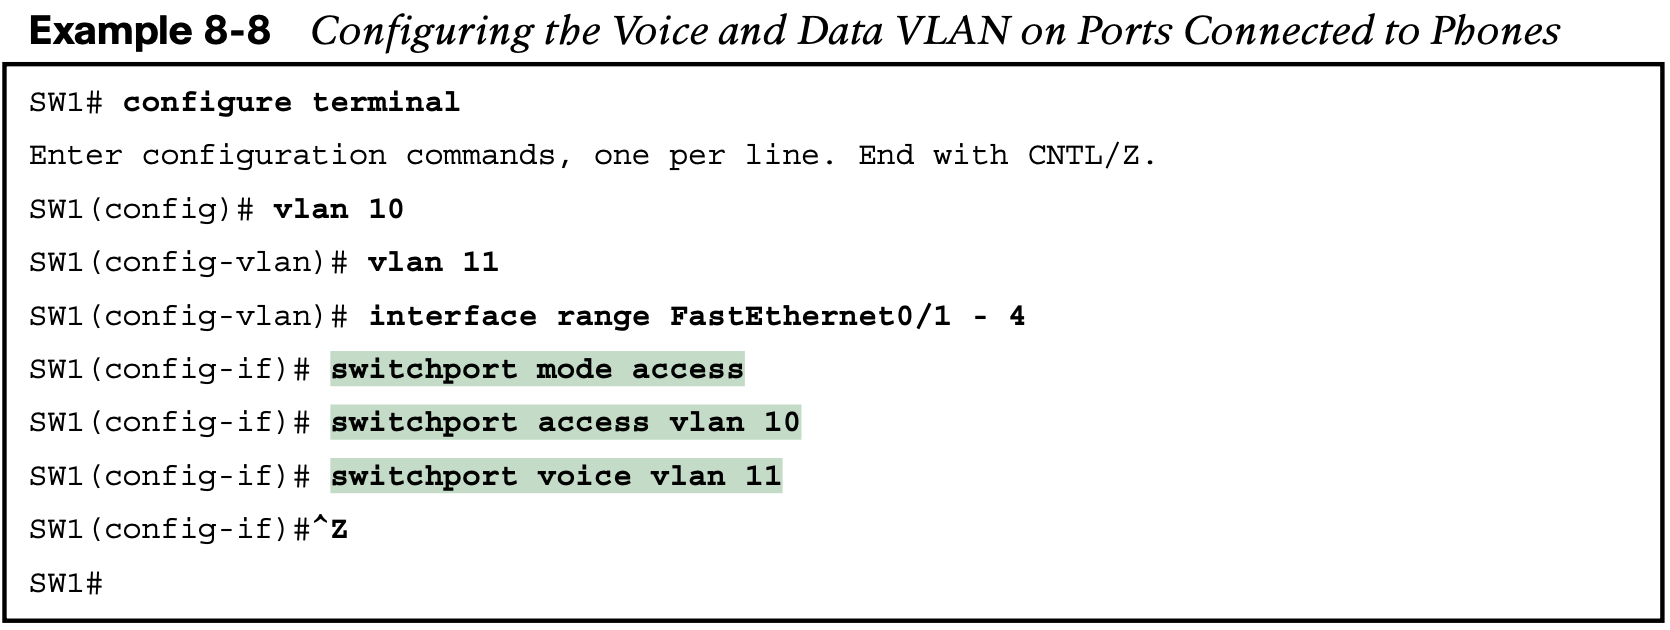 Example 8-8 Configuring the Voice and Data VLAN on Ports Connected to Phones
SW1# configure terminal
Enter configuration commands, one per line. End with CNTL/Z.
SW1(config)# vlan 10
SW1(config-vlan)# vlan 11
SW1(config-vlan)# interface range FastEthernet0/1 - 4
SW1(config-if)# switchport mode access
SW1(config-if)# switchport access vlan 10
SW1(config-if)# switchport voice vlan 11
SW1(config-if)#^Z
SW1#